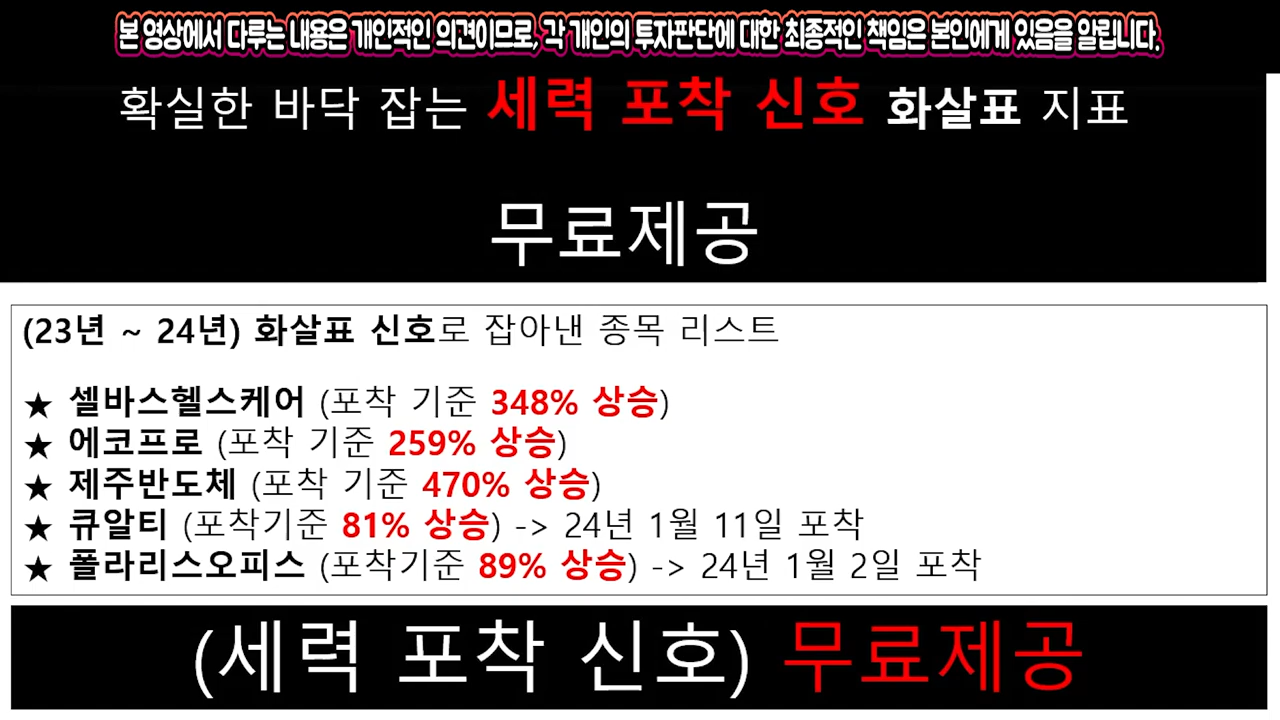 본 영상에서 다루는 내용은 개인적인 의견이므로, 각 개인의 투자판단에 대한 최종적인 책임은 본인에게 있음을 알립니다.
확실한 바닥 잡는 세력 포착 신호 화살표 지표
무료제공
(23년 ~ 24년) 화살표 신호로 잡아낸 종목 리스트
★ 셀바스헬스케어 (포착 기준 348% 상승)
★ 에코프로 (포착 기준 259% 상승)
★ 제주반도체 (포착 기준 470% 상승)
★ 큐알티 (포착기준 81% 상승) -> 24년 1월 11일 포착
★ 폴라리스오피스 (포착기준 89% 상승) -> 24년 1월 2일 포착
(세력 포착 신호) 무료제공